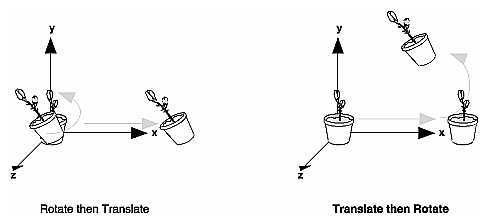 y
y
x
x
z
z
Rotate then Translate
Translate then Rotate